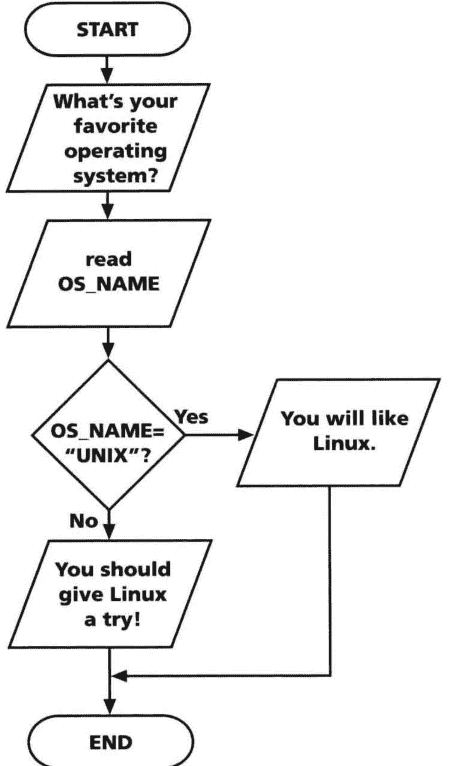 START
What's your
favorite
operating
system?
read
OS_NAME
OS_NAME=
“UNIX”?
Yes
You will like
Linux.
No
You should
give Linux
a try!
END